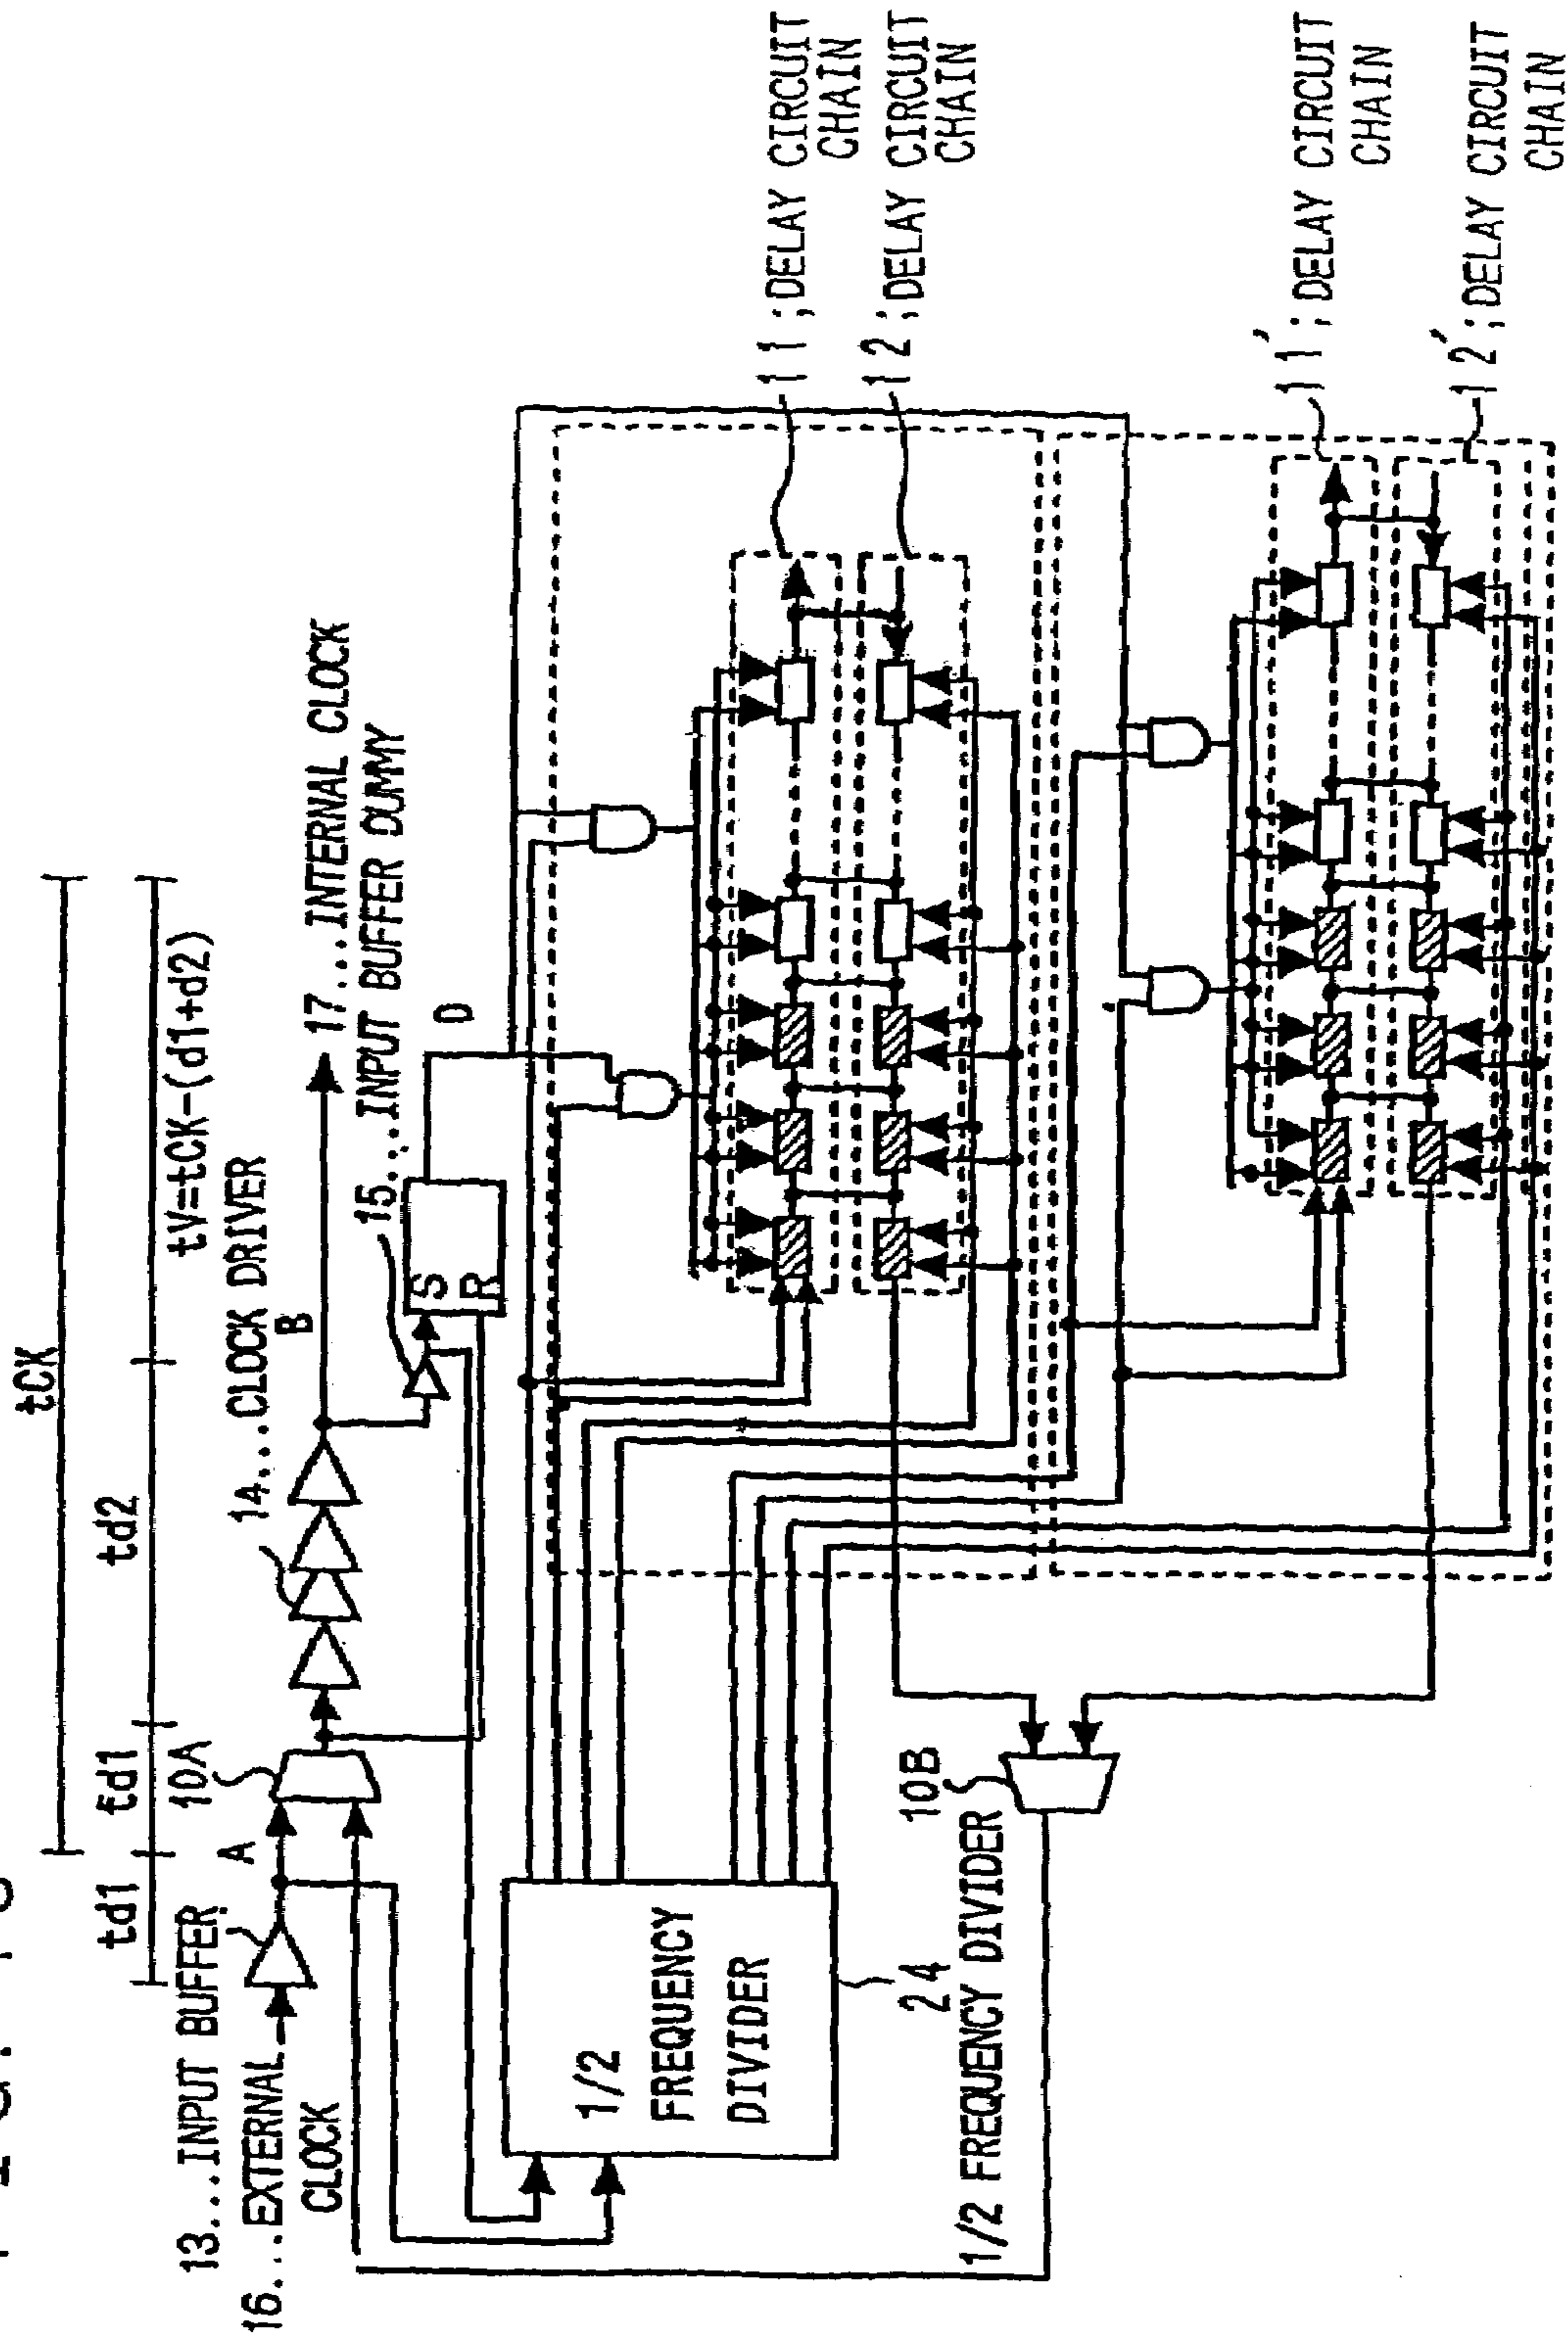 tCK
td1
td1
td2
tV=tCK-(d1+d2)
13...INPUT BUFFER
A
10A
14...CLOCK DRIVER
B
17...INTERNAL CLOCK
16...EXTERNAL
CLOCK
15...INPUT BUFFER DUMMY
S
R
D
1/2
FREQUENCY
DIVIDER
24
1/2 FREQUENCY DIVIDER
10B
11;DELAY CIRCUIT
CHAIN
12;DELAY CIRCUIT
CHAIN
11';DELAY CIRCUIT
CHAIN
12';DELAY CIRCUIT
CHAIN